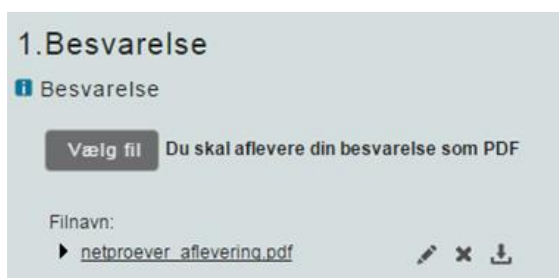 1.Besvarelse
Besvarelse
Vælg fil Du skal aflevere din besvarelse som PDF
Filnavn:
netproever_aflevering.pdf